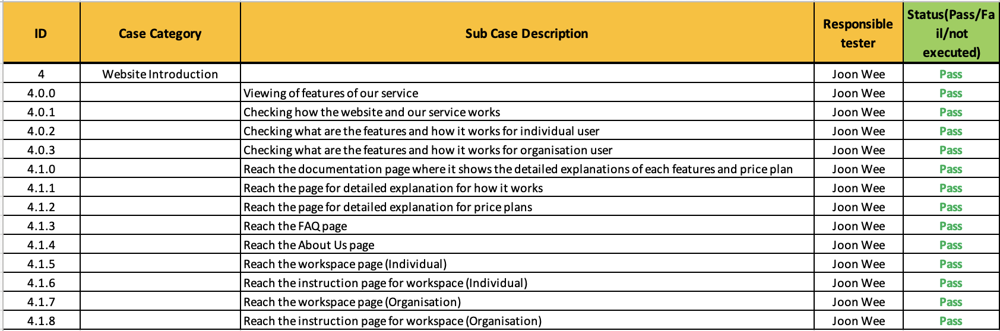 ID Case Category Sub Case Description Responsible tester Status(Pass/Fail/not executed)
4 Website Introduction Joon Wee Pass
4.0.0 Viewing of features of our service Joon Wee Pass
4.0.1 Checking how the website and our service works Joon Wee Pass
4.0.2 Checking what are the features and how it works for individual user Joon Wee Pass
4.0.3 Checking what are the features and how it works for organisation user Joon Wee Pass
4.1.0 Reach the documentation page where it shows the detailed explanations of each features and price plan Joon Wee Pass
4.1.1 Reach the page for detailed explanation for how it works Joon Wee Pass
4.1.2 Reach the page for detailed explanation for price plans Joon Wee Pass
4.1.3 Reach the FAQ page Joon Wee Pass
4.1.4 Reach the About Us page Joon Wee Pass
4.1.5 Reach the workspace page (Individual) Joon Wee Pass
4.1.6 Reach the instruction page for workspace (Individual) Joon Wee Pass
4.1.7 Reach the workspace page (Organisation) Joon Wee Pass
4.1.8 Reach the instruction page for workspace (Organisation) Joon Wee Pass